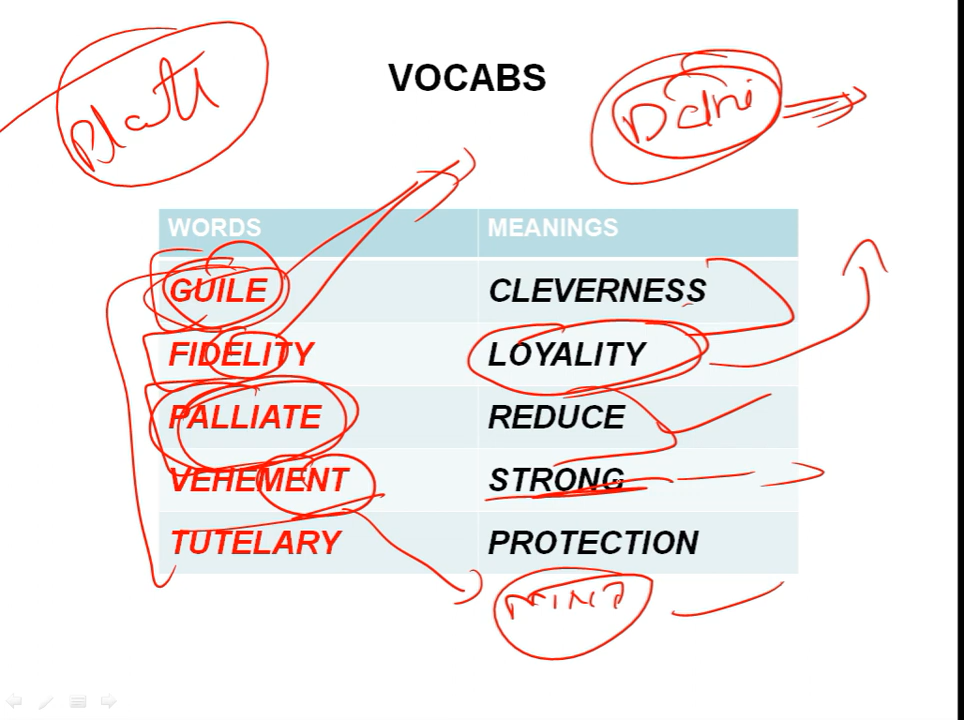 VOCABS
WORDS MEANINGS
GUILE CLEVERNESS
FIDELITY LOYALITY
PALLIATE REDUCE
VEHEMENT STRONG
TUTELARY PROTECTION